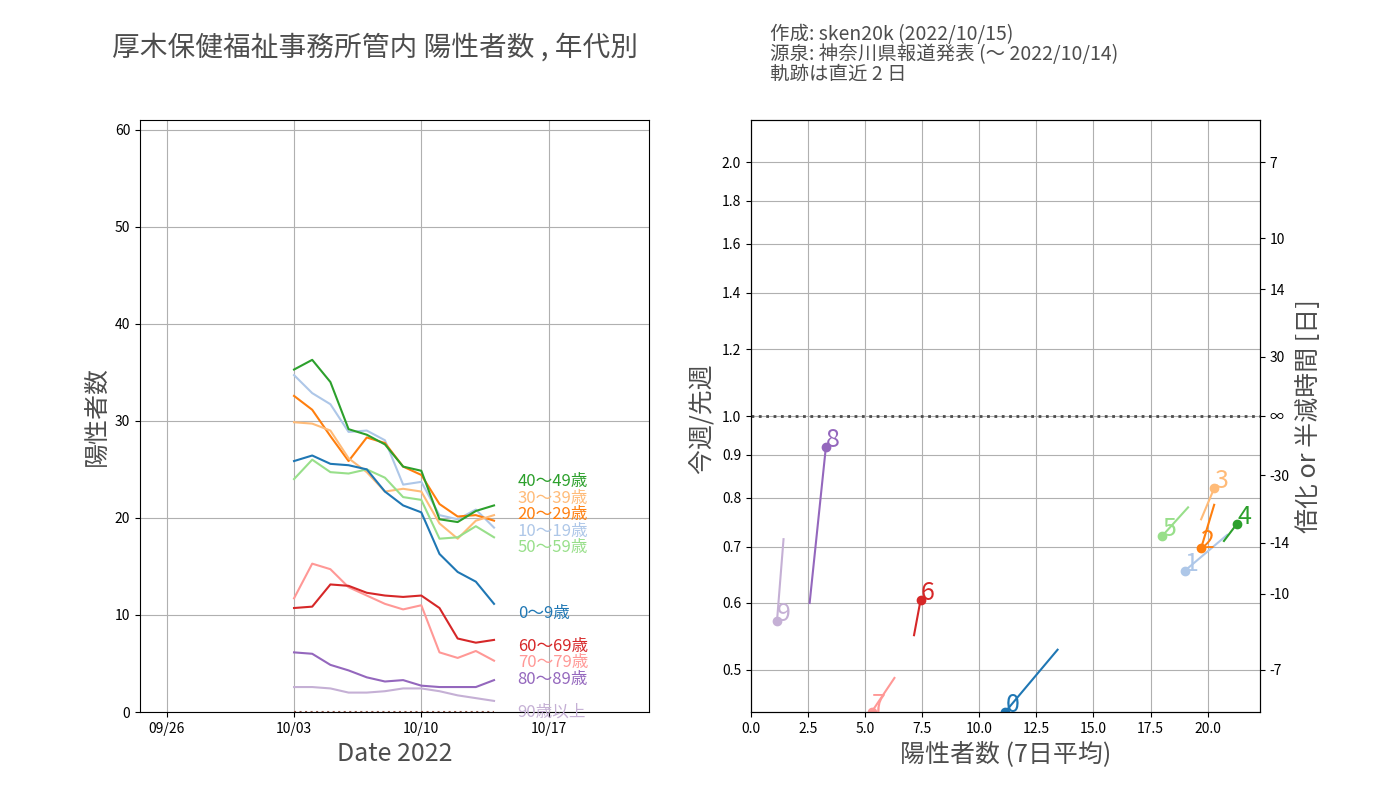 厚木保健福祉事務所管内 陽性者数 , 年代別
作成: sken20k (2022/10/15)
源泉: 神奈川県報道発表 (〜 2022/10/14)
軌跡は直近 2 日
陽性者数
60
50
40
30
20
10
0
09/26
10/03
10/10
10/17
Date 2022
40〜49歳
30〜39歳
20〜29歳
10〜19歳
50〜59歳
0〜9歳
60〜69歳
70〜79歳
80〜89歳
90歳以上
今週/先週
2.0
1.8
1.6
1.4
1.2
1.0
0.9
0.8
0.7
0.6
0.5
0.0
2.5
5.0
7.5
10.0
12.5
15.0
17.5
20.0
陽性者数 (7日平均)
8
3
4
5
2
1
6
9
7
0
7
10
14
30
∞
-30
-14
-10
-7
倍化 or 半減時間 [日]